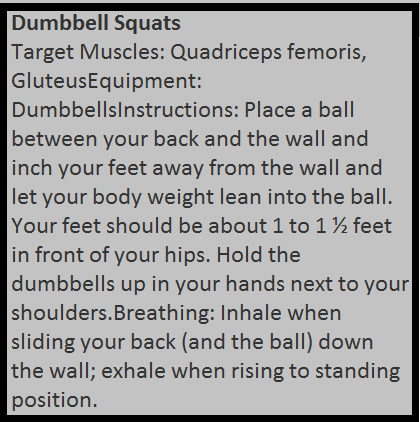 Dumbbell Squats
Target Muscles: Quadriceps femoris,
GluteusEquipment:
DumbbellsInstructions: Place a ball
between your back and the wall and
inch your feet away from the wall and
let your body weight lean into the ball.
Your feet should be about 1 to 1 ½ feet
in front of your hips. Hold the
dumbbells up in your hands next to your
shoulders.Breathing: Inhale when
sliding your back (and the ball) down
the wall; exhale when rising to standing
position.